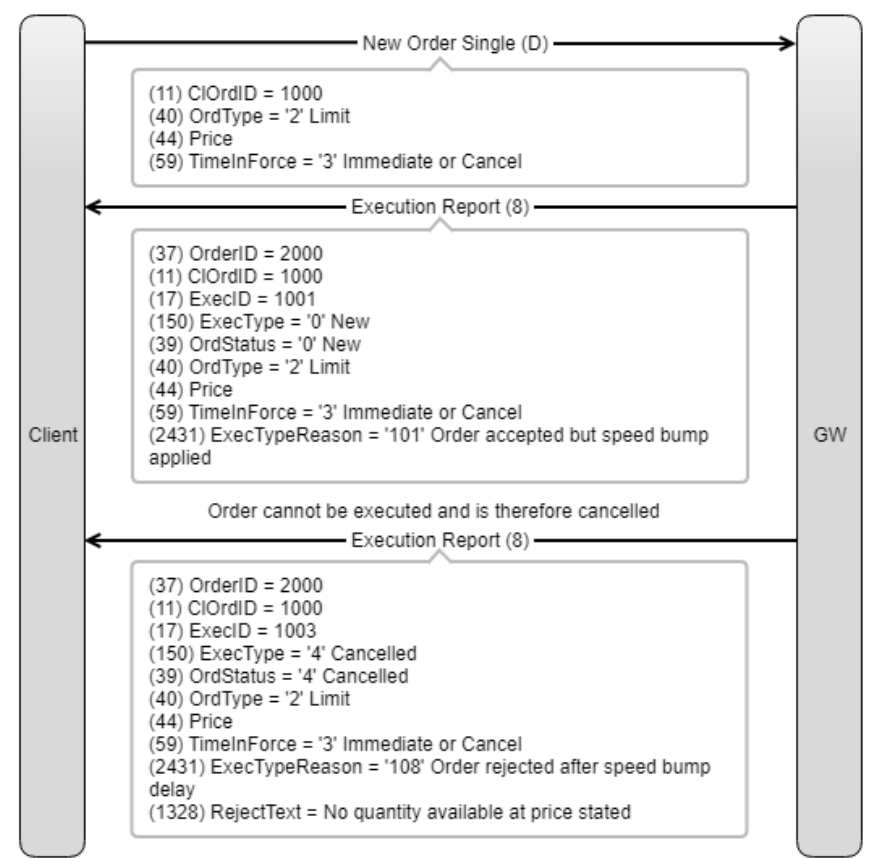 New Order Single (D)
(11) ClOrdID = 1000
(40) OrdType = '2' Limit
(44) Price
(59) TimeInForce = '3' Immediate or Cancel
Execution Report (8)
(37) OrderID = 2000
(11) ClOrdID = 1000
(17) ExecID = 1001
(150) ExecType = '0' New
(39) OrdStatus = '0' New
(40) OrdType = '2' Limit
(44) Price
(59) TimeInForce = '3' Immediate or Cancel
(2431) ExecTypeReason = '101' Order accepted but speed bump
applied
Client
GW
Order cannot be executed and is therefore cancelled
Execution Report (8)
(37) OrderID = 2000
(11) ClOrdID = 1000
(17) ExecID = 1003
(150) ExecType = '4' Cancelled
(39) OrdStatus = '4' Cancelled
(40) OrdType = '2' Limit
(44) Price
(59) TimeInForce = '3' Immediate or Cancel
(2431) ExecTypeReason = '108' Order rejected after speed bump
delay
(1328) RejectText = No quantity available at price stated